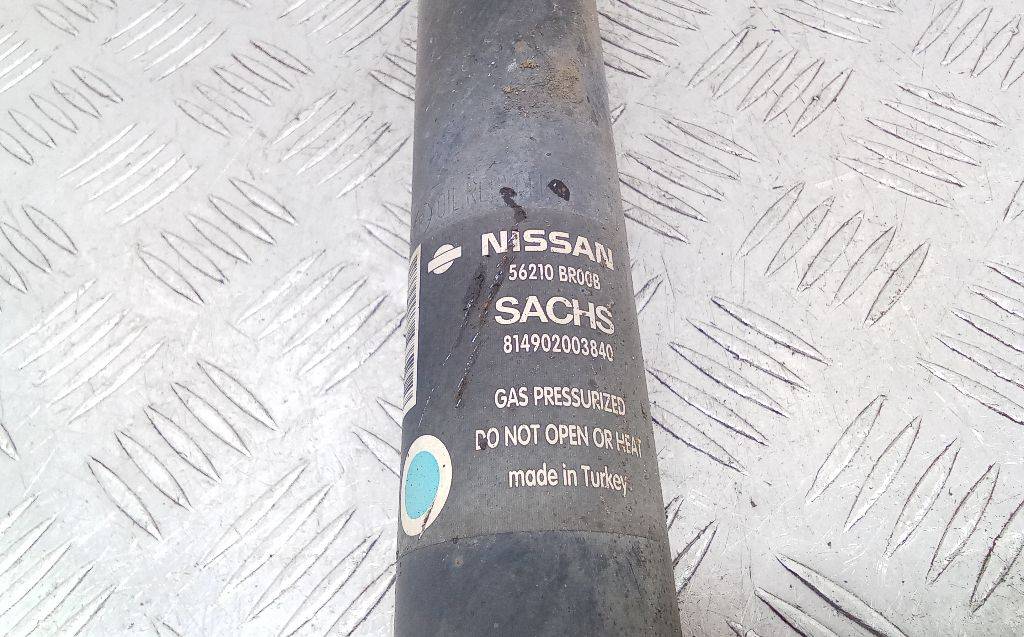 NISSAN
56210 BR00B
SACHS
814902003840
GAS PRESSURIZED
DO NOT OPEN OR HEAT
made in Turkey